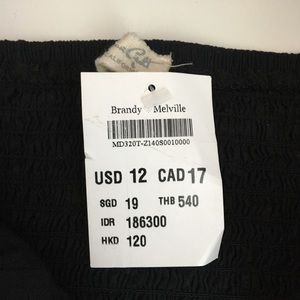 Brandy Melville
MD320T-Z140S0010000
USD 12 CAD 17
SGD 19 THB 540
IDR 186300
HKD 120